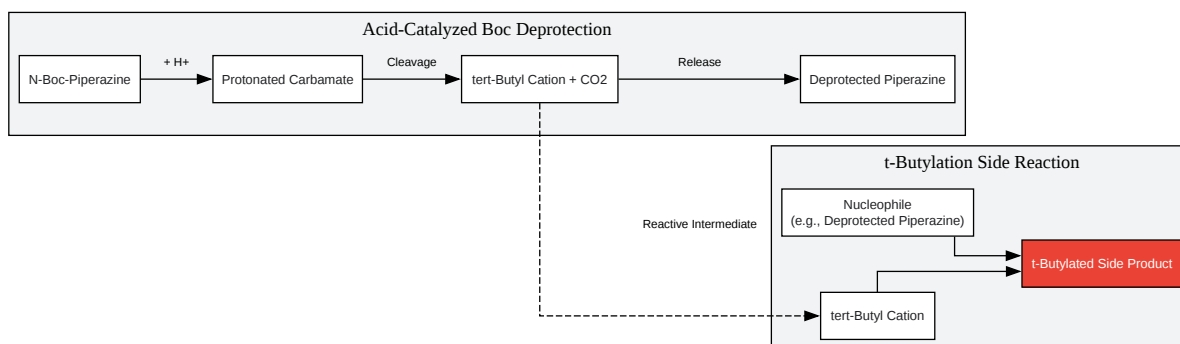 Acid-Catalyzed Boc Deprotection
N-Boc-Piperazine
+ H+
Protonated Carbamate
Cleavage
tert-Butyl Cation + CO2
Release
Deprotected Piperazine
t-Butylation Side Reaction
Nucleophile
(e.g., Deprotected Piperazine)
Reactive Intermediate
t-Butylated Side Product
tert-Butyl Cation